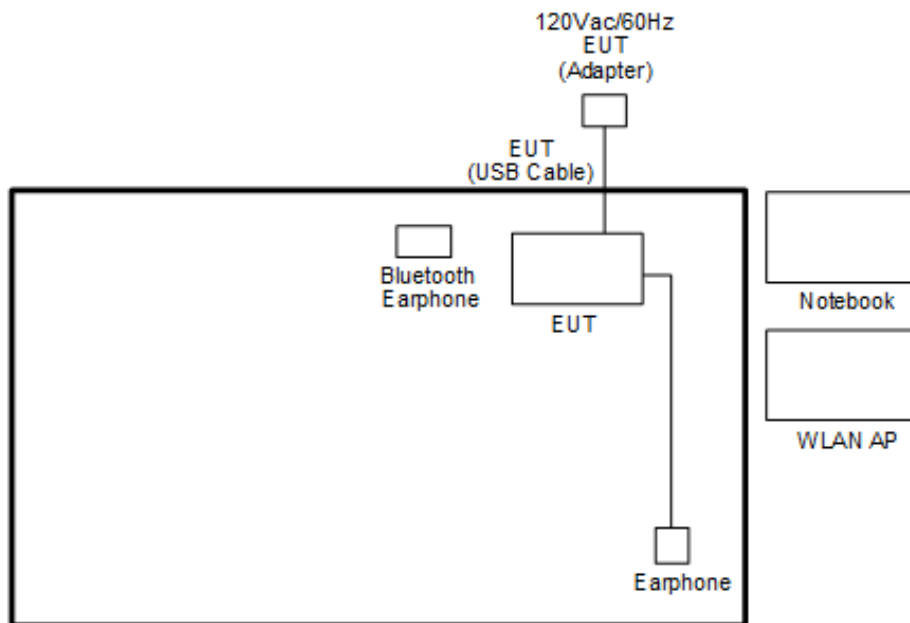 120Vac/60Hz
EUT
(Adapter)
EUT
(USB Cable)
Bluetooth
Earphone
EUT
Notebook
WLAN AP
Earphone